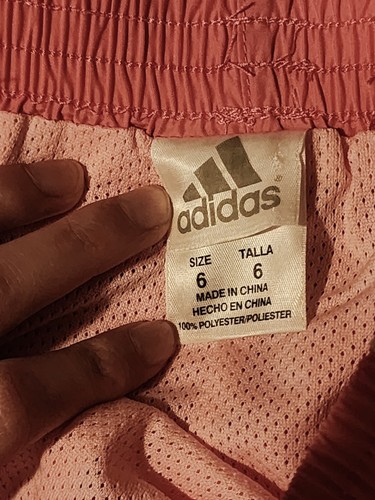 adidas
SIZE TALLA
6 6
MADE IN CHINA
HECHO EN CHINA
100% POLYESTER/POLIESTER